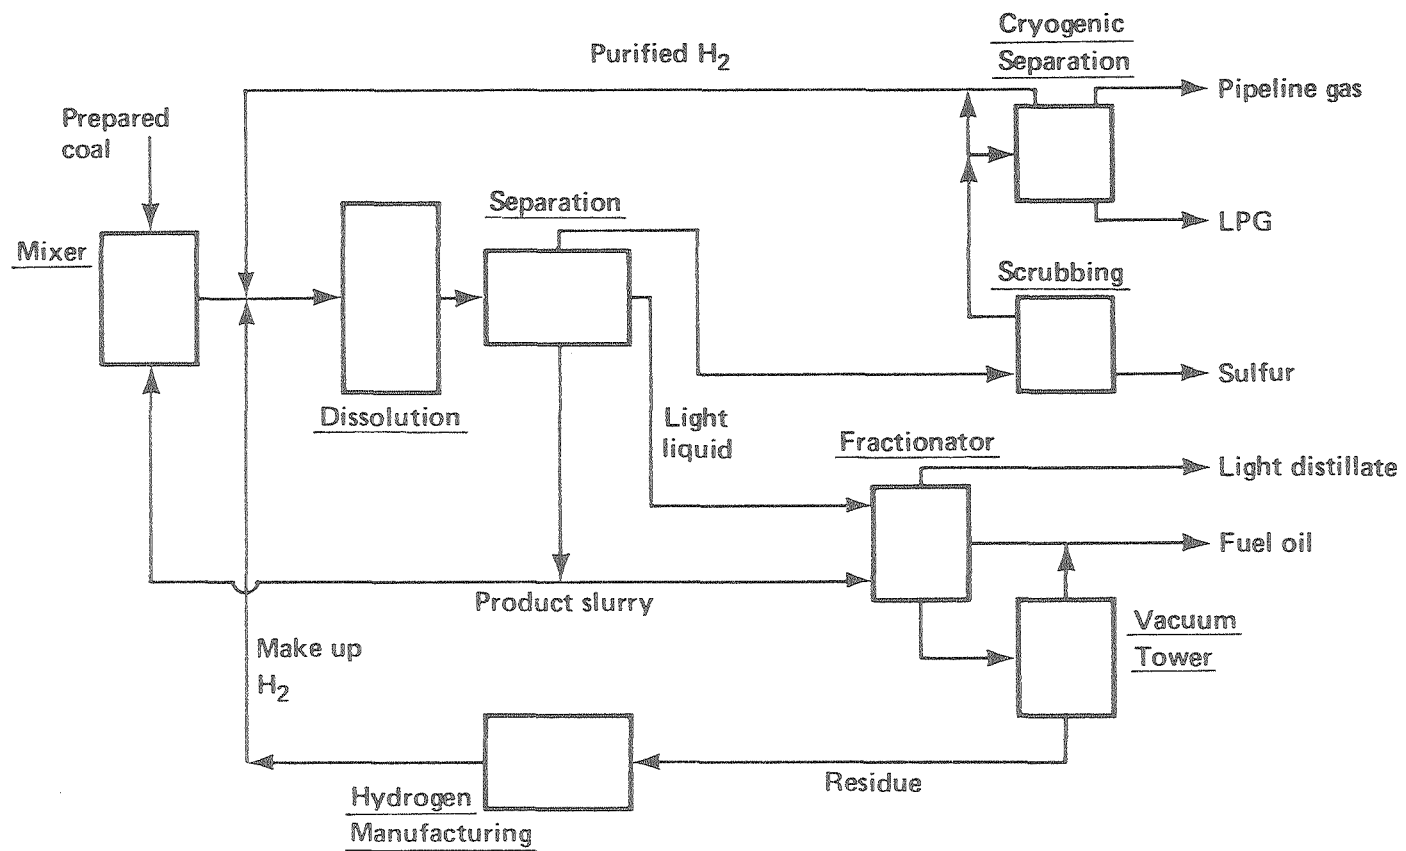 Cryogenic
Separation
Purified H2
Pipeline gas
Prepared
coal
LPG
Separation
Mixer
Scrubbing
Sulfur
Dissolution
Light
liquid
Fractionator
Light distillate
Fuel oil
Product slurry
Vacuum
Tower
Make up
H2
Residue
Hydrogen
Manufacturing